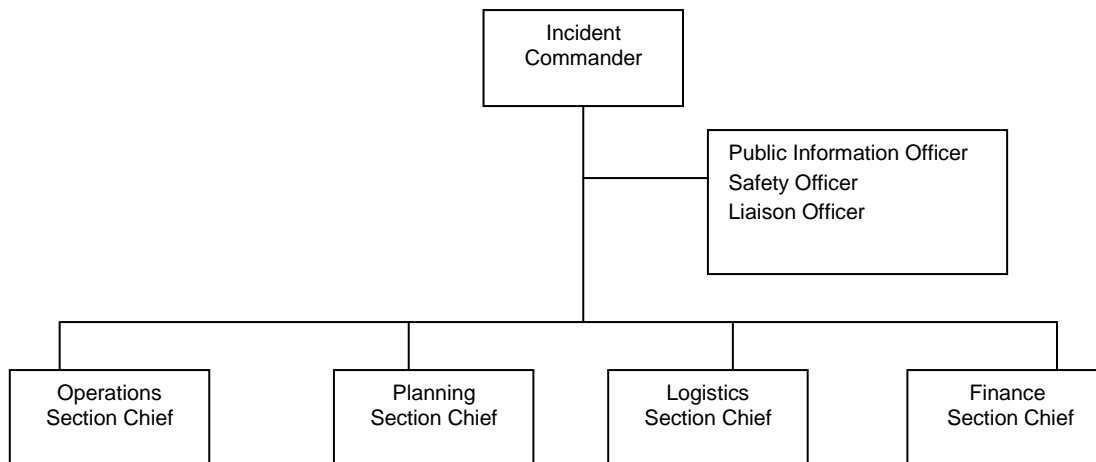 Incident
Commander
Public Information Officer
Safety Officer
Liaison Officer
Operations
Section Chief
Planning
Section Chief
Logistics
Section Chief
Finance
Section Chief